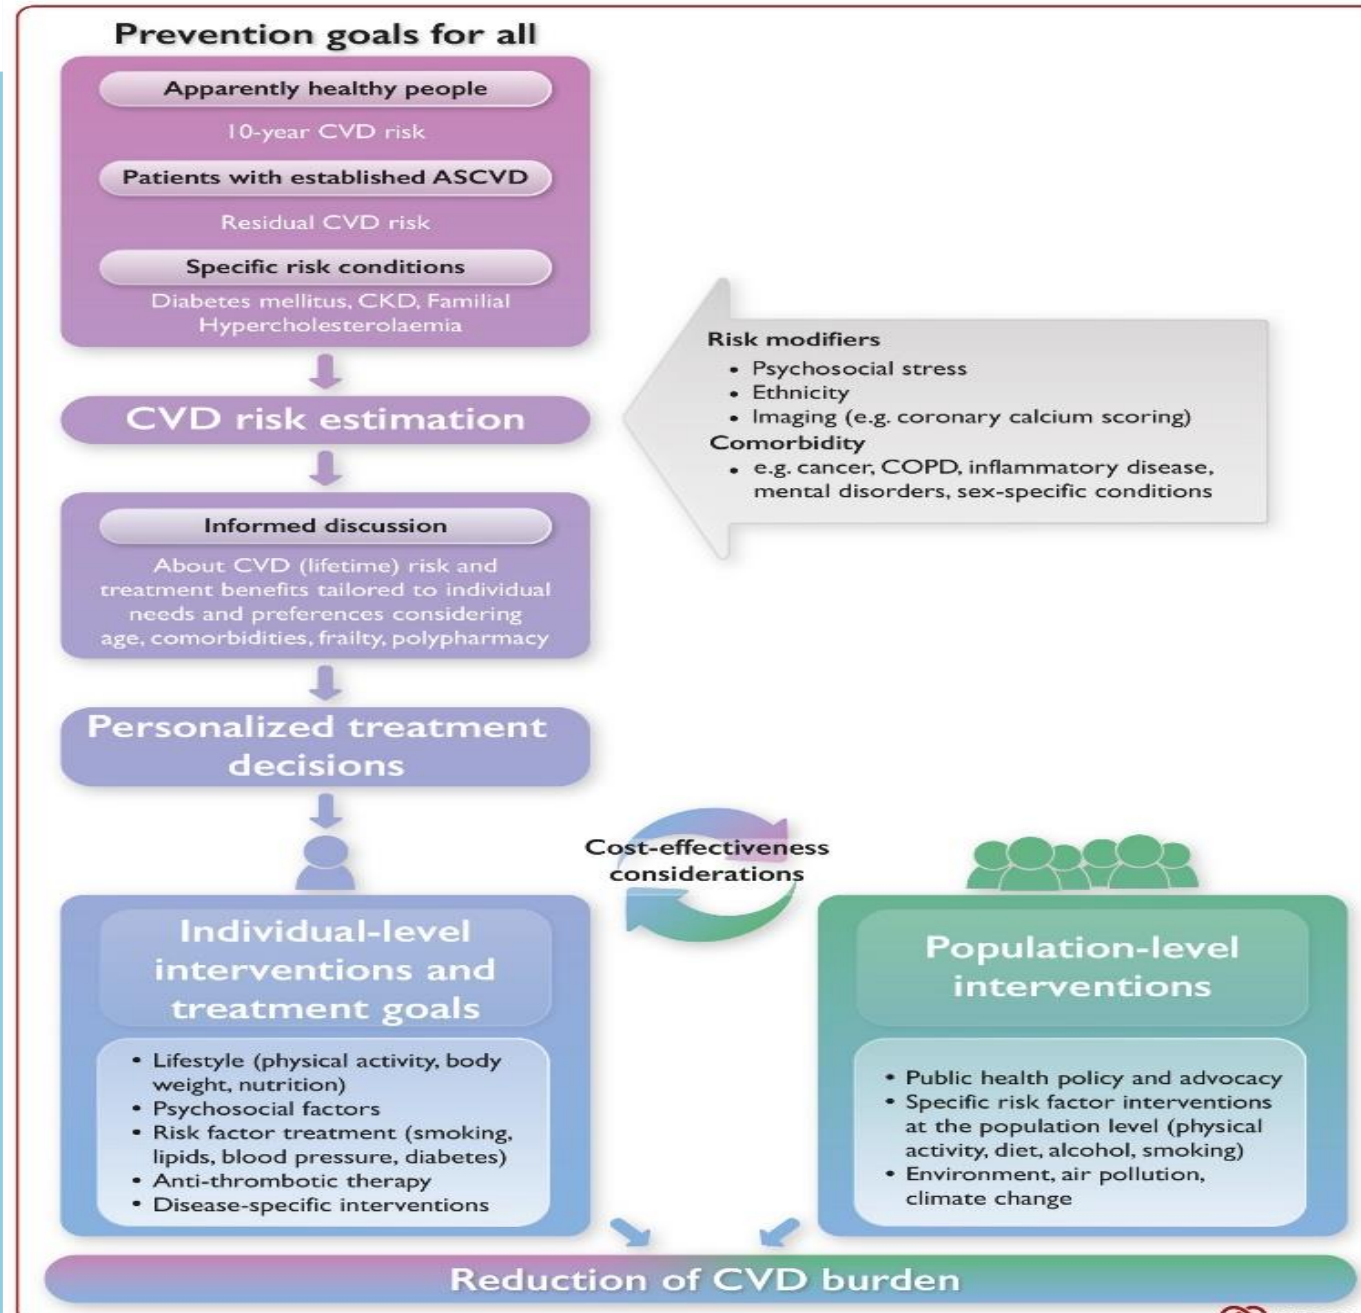 Prevention goals for all
Apparently healthy people
10-year CVD risk
Patients with established ASCVD
Residual CVD risk
Specific risk conditions
Diabetes mellitus, CKD, Familial
Hypercholesterolaemia
CVD risk estimation
Risk modifiers
• Psychosocial stress
• Ethnicity
• Imaging (e.g. coronary calcium scoring)
Comorbidity
• e.g. cancer, COPD, inflammatory disease,
mental disorders, sex-specific conditions
Informed discussion
About CVD (lifetime) risk and
treatment benefits tailored to individual
needs and preferences considering
age, comorbidities, frailty, polypharmacy
Personalized treatment
decisions
Cost-effectiveness
considerations
Individual-level
interventions and
treatment goals
• Lifestyle (physical activity, body
weight, nutrition)
• Psychosocial factors
• Risk factor treatment (smoking,
lipids, blood pressure, diabetes)
• Anti-thrombotic therapy
• Disease-specific interventions
Population-level
interventions
• Public health policy and advocacy
• Specific risk factor interventions
at the population level (physical
activity, diet, alcohol, smoking)
• Environment, air pollution,
climate change
Reduction of CVD burden